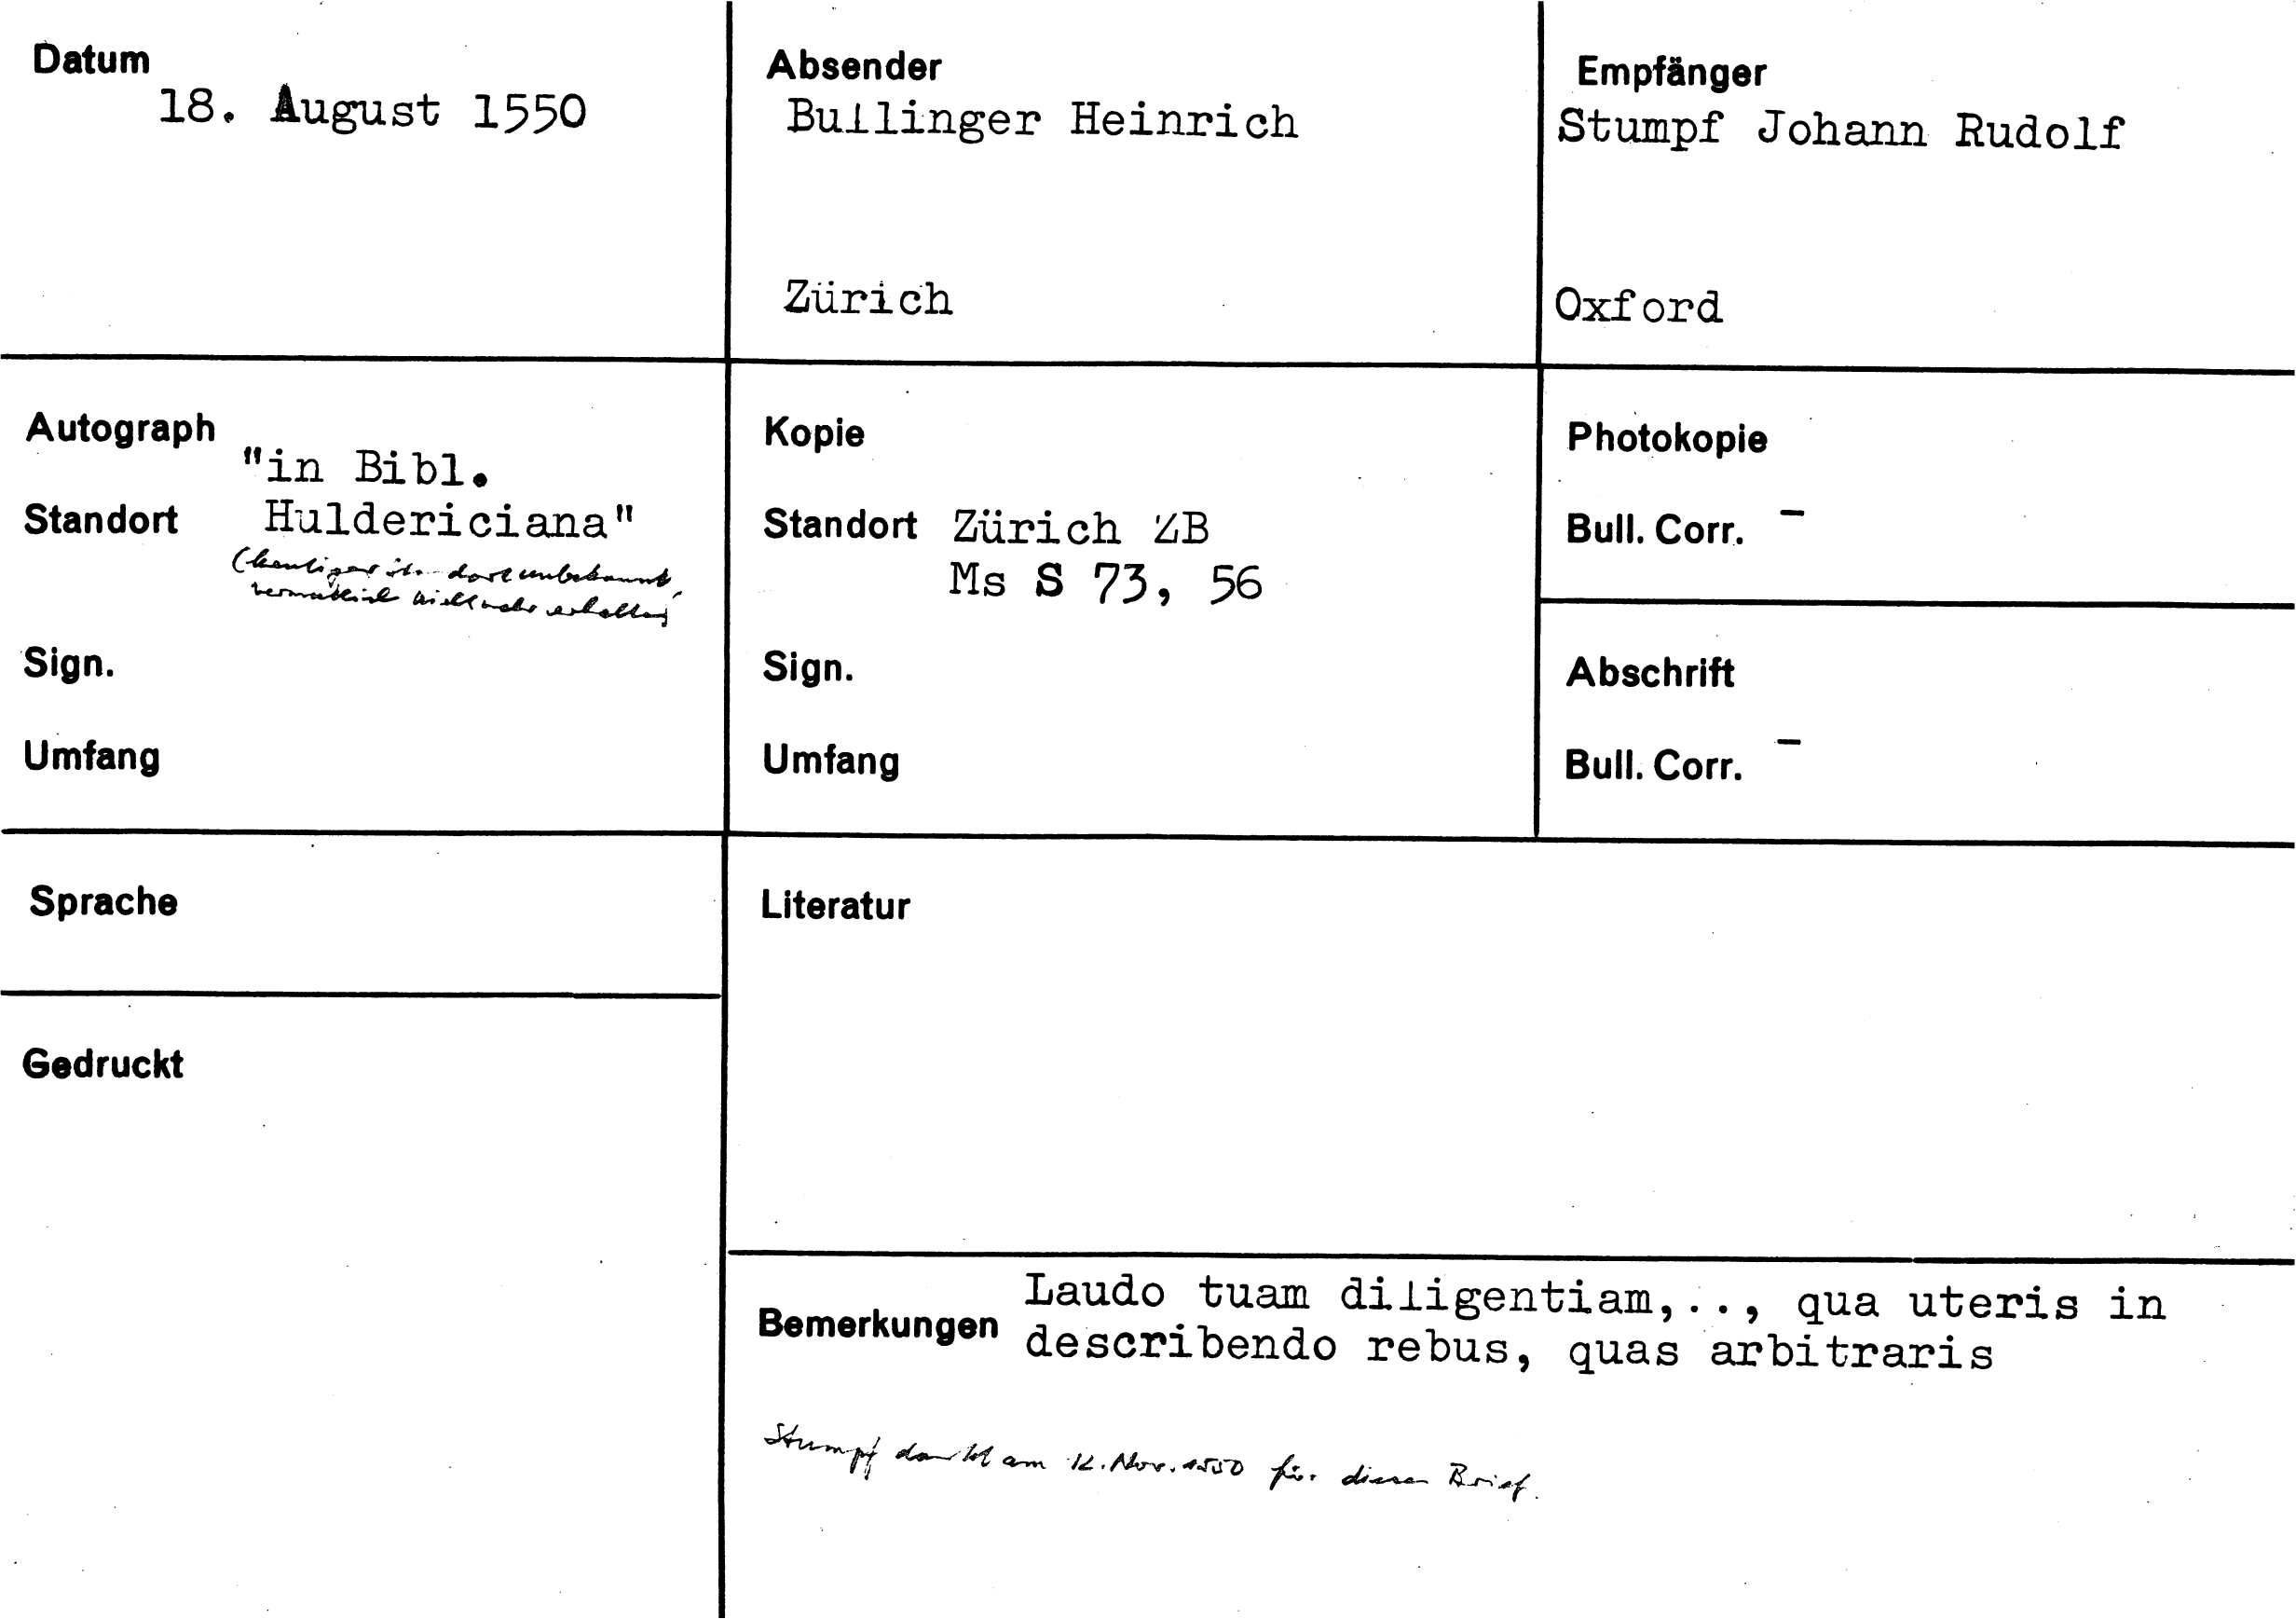 Datum
18. August 1550
Absender
Bullinger Heinrich
Zürich
Empfänger
Stumpf Johann Rudolf
Oxford
Autograph
"in Bibl.
Standort Huldericiana"
(heutiger Standort unbekannt,
vermutlich nicht mehr erhalten)
Sign.
Umfang
Kopie
Standort Zürich ZB
Ms S 73, 56
Sign.
Umfang
Photokopie
Bull. Corr. -
Abschrift
Bull. Corr. -
Sprache
Literatur
Gedruckt
Bemerkungen Laudo tuam diligentiam,.., qua uteris in
describendo rebus, quas arbitraris
Stumpf dankt am 12. Nov. 1550 für diesen Brief.